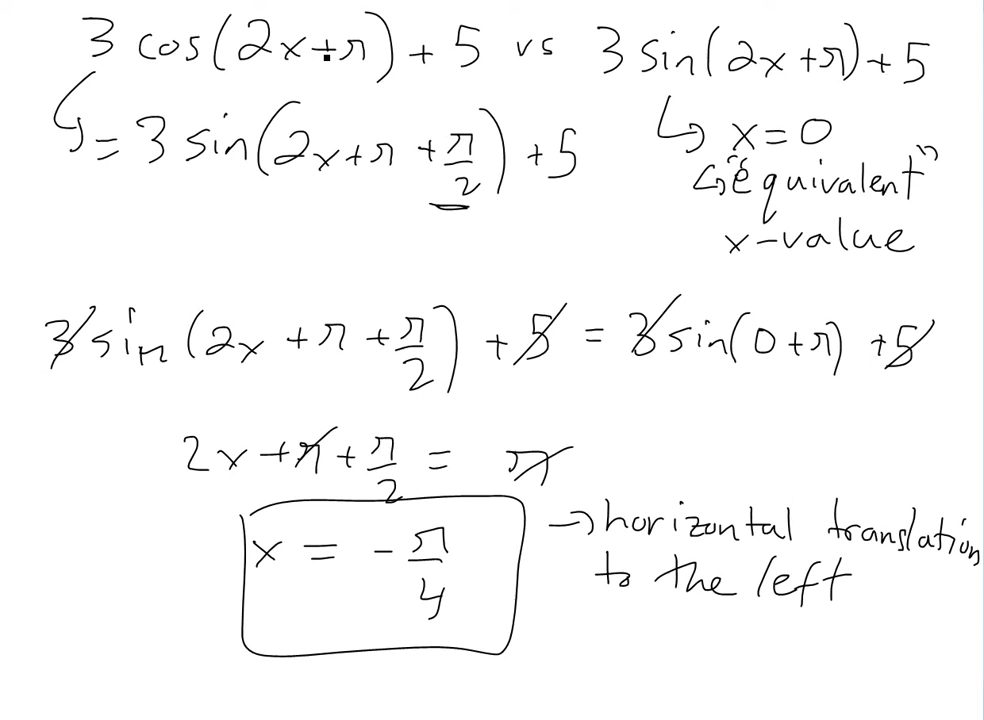 3 cos(2x+π) + 5 vs 3 sin(2x+π)+5
↳ = 3 sin(2x+π + π/2) + 5
↳ x=0
↳ "equivalent"
x-value
3 sin(2x + π + π/2) + 5 = 3 sin(0+π) + 5
2x + π + π/2 = π
x = - π/4
→ horizontal translation
to the left